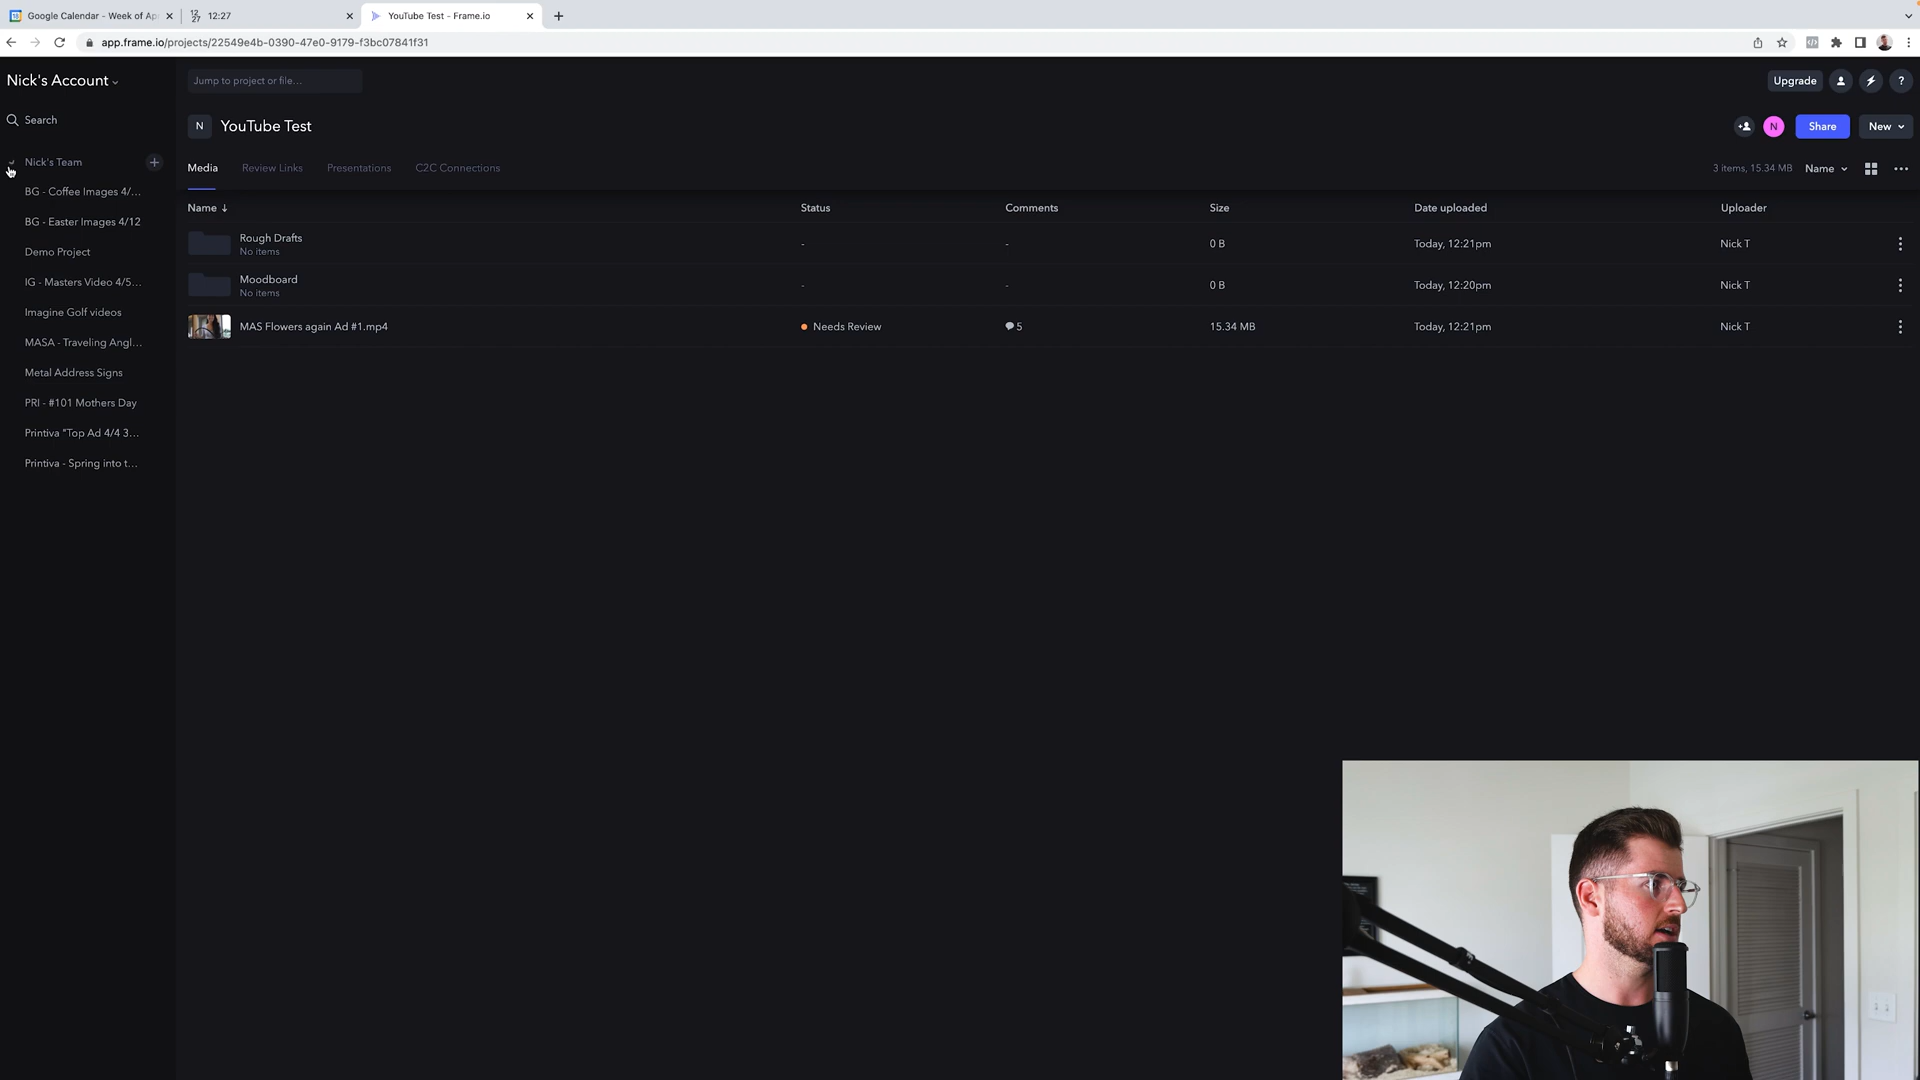 Google Calendar - Week of Ap
12:27
YouTube Test - Frame.io
app.frame.io/projects/22549e4b-0390-47e0-9179-f3bc07841f31
Nick's Account
Jump to project or file...
Upgrade
?
Search
N
YouTube Test
N
Share
New
Nick's Team
Media
Review Links
Presentations
C2C Connections
3 items, 15.34 MB
Name
BG - Coffee Images 4/...
BG - Easter Images 4/12
Demo Project
IG - Masters Video 4/5...
Imagine Golf videos
MASA - Traveling Angl...
Metal Address Signs
PRI - #101 Mothers Day
Printiva "Top Ad 4/4 3...
Printiva - Spring into t...
Name ↓ Status Comments Size Date uploaded Uploader
Rough Drafts - - 0 B Today, 12:21pm Nick T
No items
Moodboard - - 0 B Today, 12:20pm Nick T
No items
MAS Flowers again Ad #1.mp4 Needs Review 5 15.34 MB Today, 12:21pm Nick T